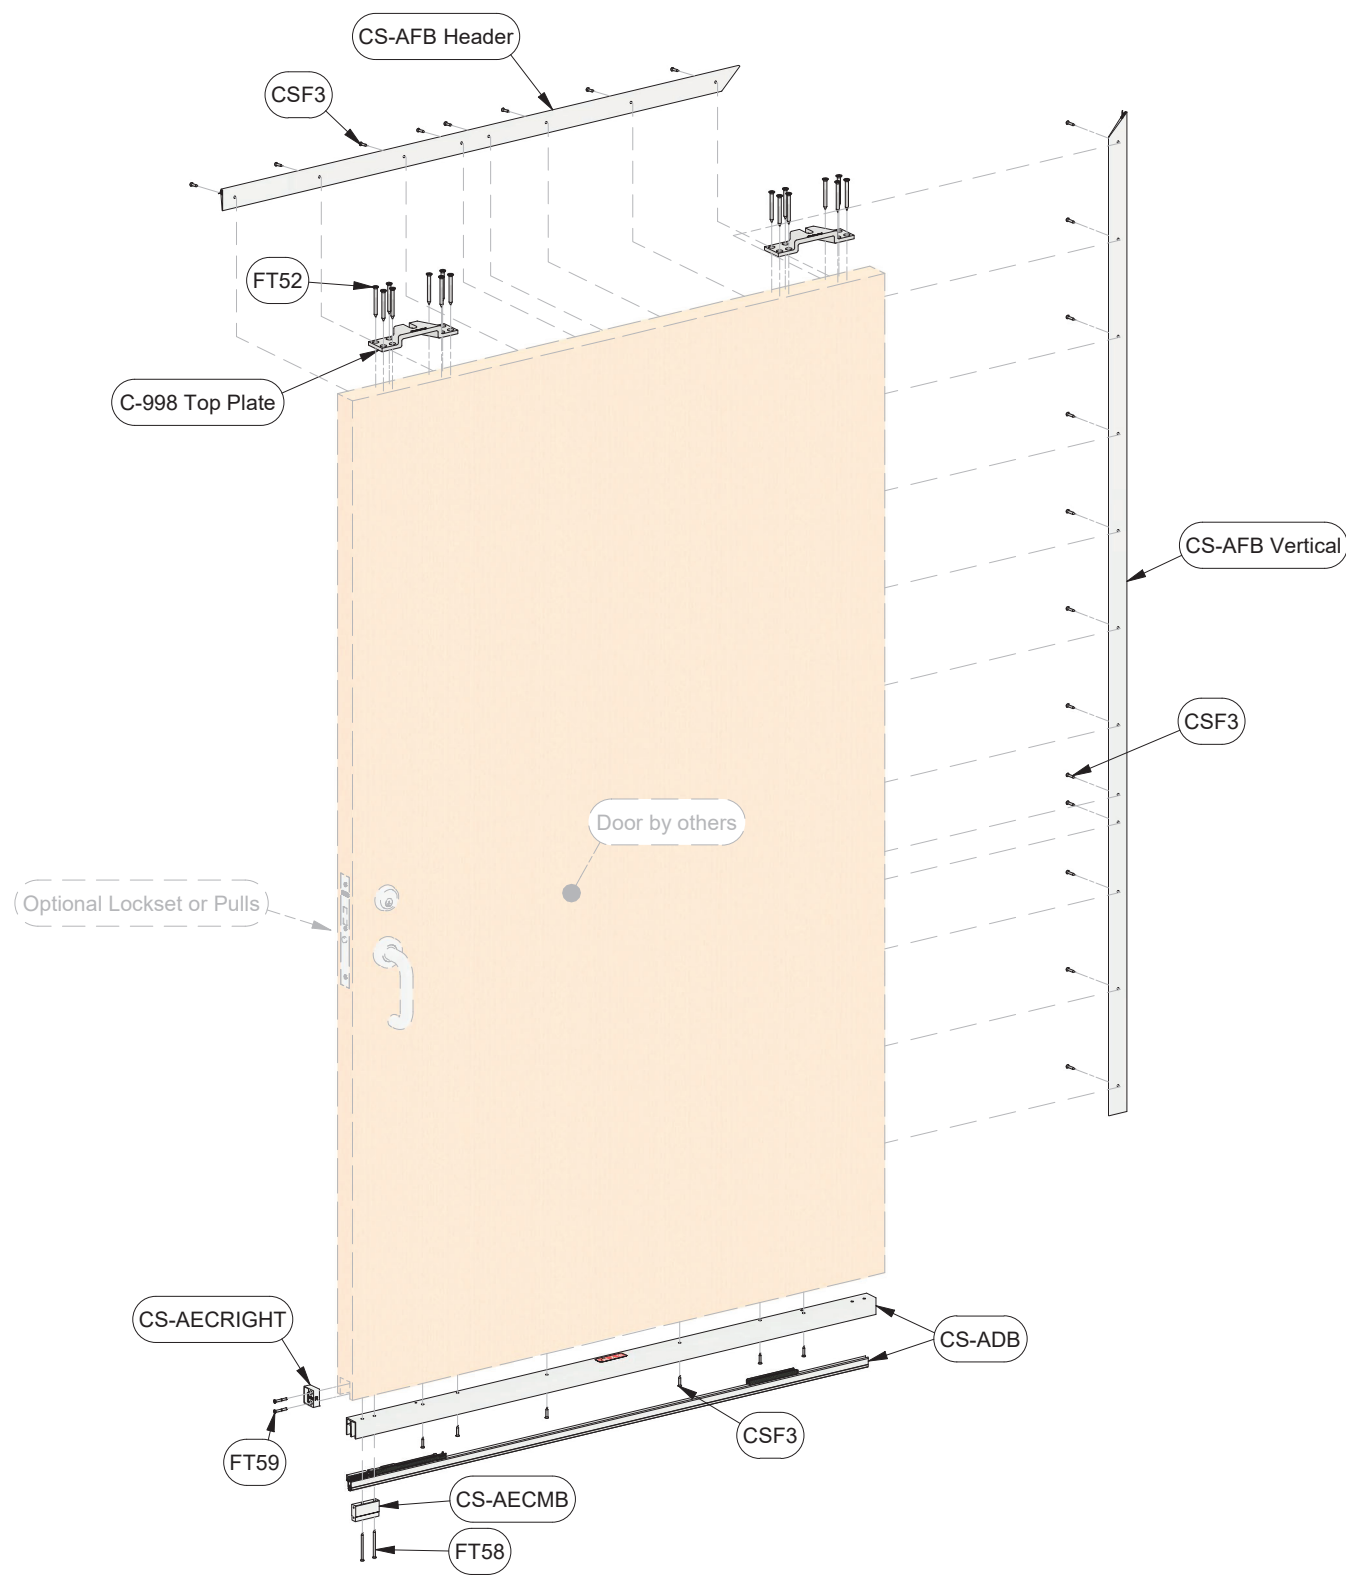 CS-AFB Header
CSF3
FT52
C-998 Top Plate
CS-AFB Vertical
CSF3
Door by others
Optional Lockset or Pulls
CS-AECRIGHT
CS-ADB
CSF3
FT59
CS-AECMB
FT58